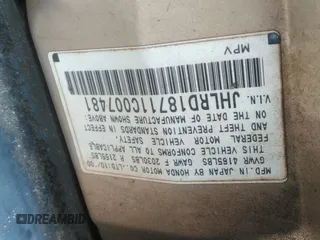 MFD.IN JAPAN BY HONDA MOTOR CO.,LTD:10/00
GVWR 4165LBS GAWR F 2030LBS R 2155LBS
THIS VEHICLE CONFORMS TO ALL APPLICABLE
FEDERAL MOTOR VEHICLE SAFETY,
AND THEFT PREVENTION STANDARDS IN EFFECT
ON THE DATE OF MANUFACTURE SHOWN ABOVE.
V.I.N. JHLRD18711C007481
MPV
DREAMBID